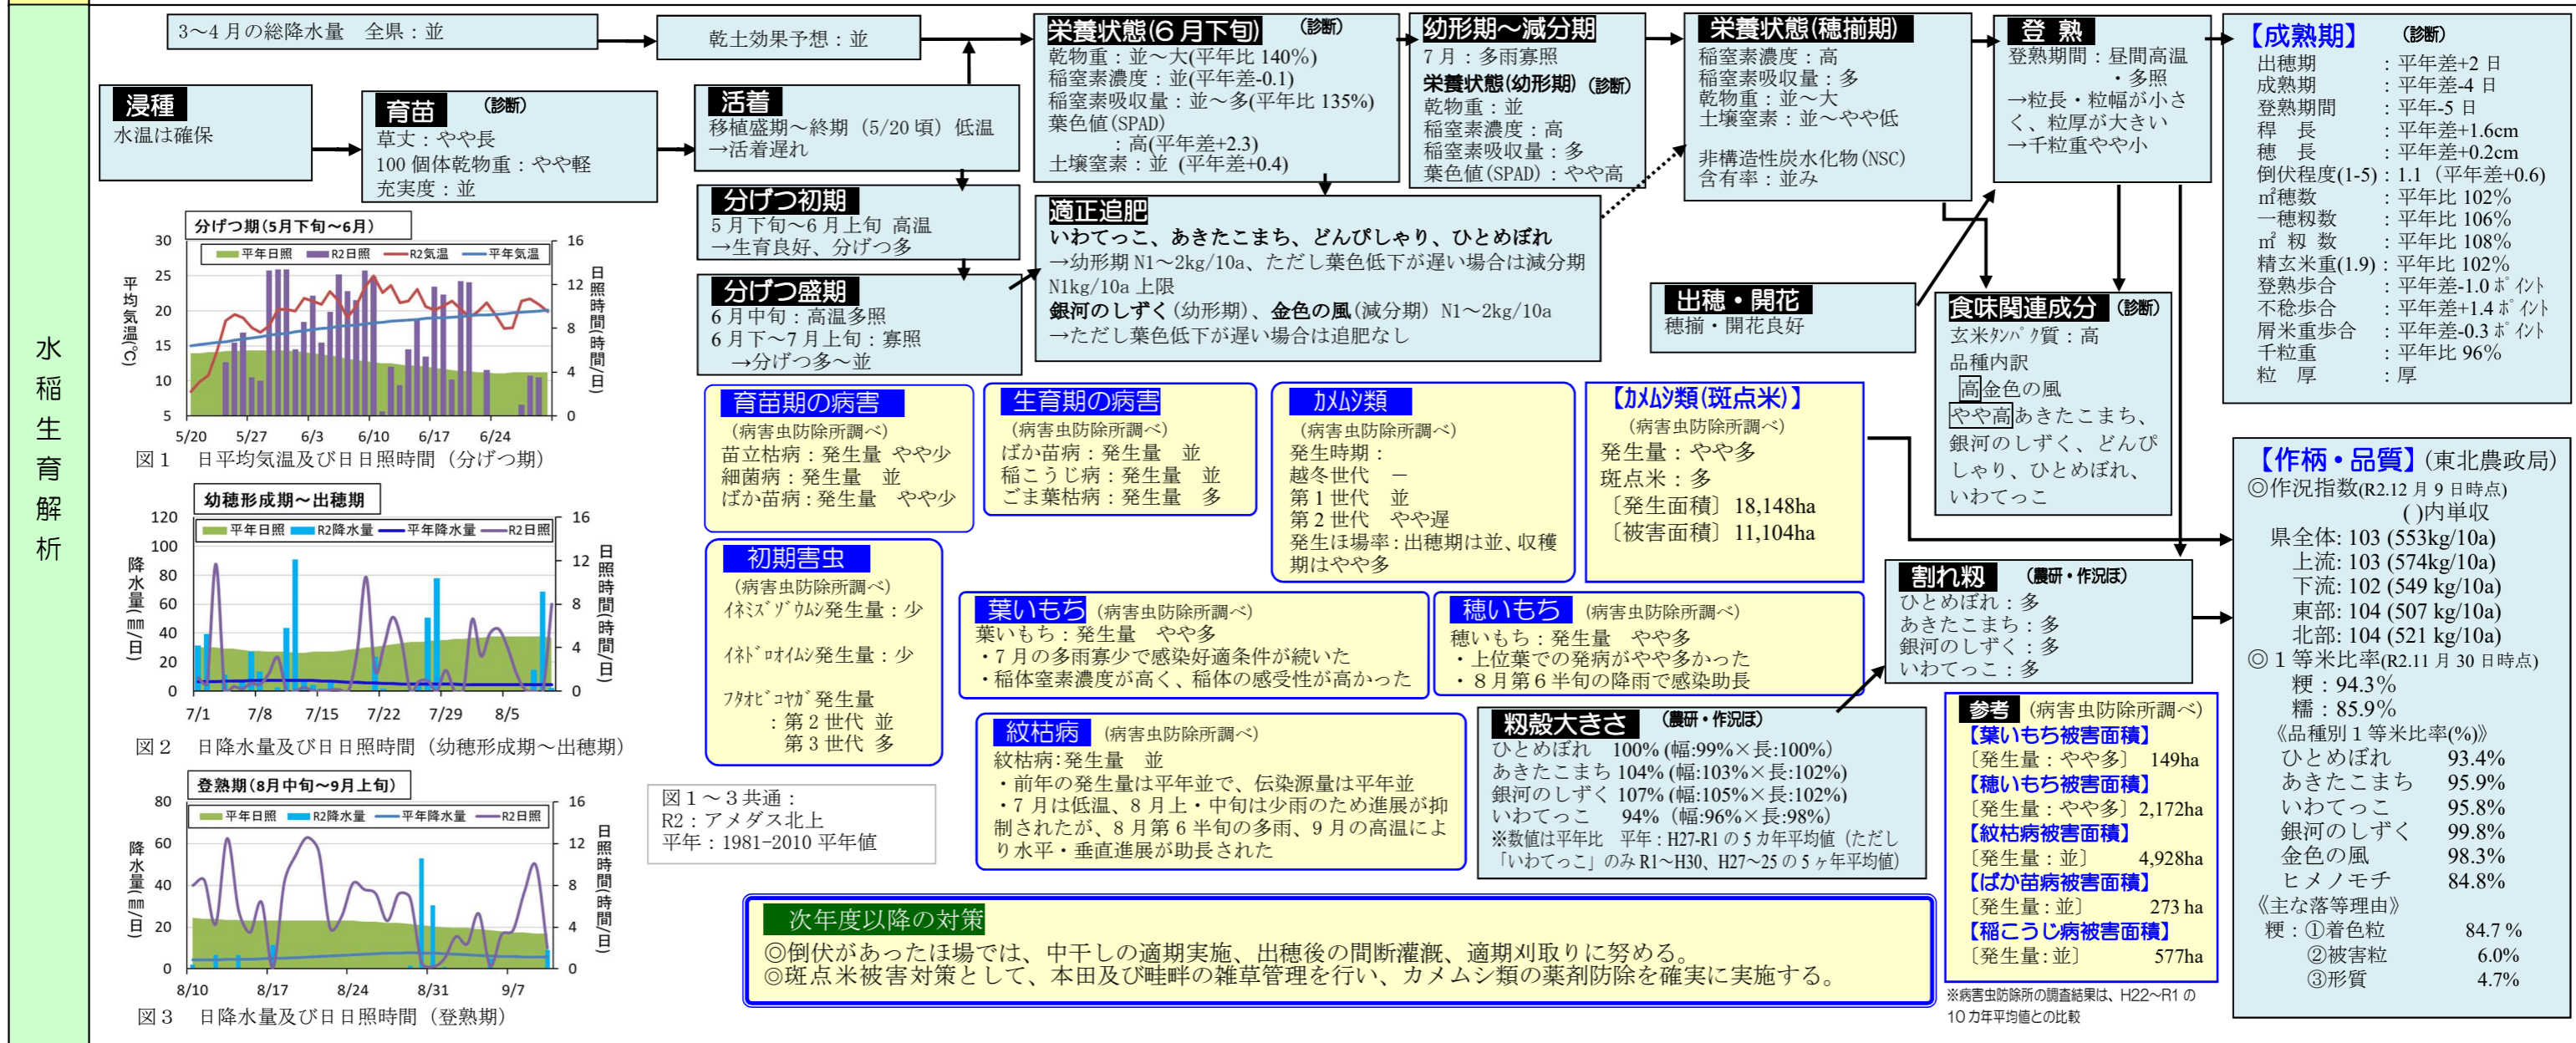 水稲生育解析
3～4月の総降水量　全県：並
乾土効果予想：並
浸種
水温は確保
育苗　(診断)
草丈：やや長
100個体乾物重：やや軽
充実度：並
活着
移植盛期～終期（5/20頃）低温
→活着遅れ
分げつ初期
5月下旬～6月上旬 高温
→生育良好、分げつ多
分げつ盛期
6月中旬：高温多照
6月下～7月上旬：寡照
→分げつ多～並
栄養状態(6月下旬)　(診断)
乾物重：並～大(平年比140%)
稲窒素濃度：並(平年差-0.1)
稲窒素吸収量：並～多(平年比135%)
葉色値(SPAD)
：高(平年差+2.3)
土壌窒素：並 (平年差+0.4)
幼形期～減分期
7月：多雨寡照
栄養状態(幼形期)（診断）
乾物重：並
稲窒素濃度：高
稲窒素吸収量：多
葉色値(SPAD)：やや高
適正追肥
いわてっこ、あきたこまち、どんぴしゃり、ひとめぼれ
→幼形期 N1～2kg/10a、ただし葉色低下が遅い場合は減分期
N1kg/10a 上限
銀河のしずく(幼形期)、金色の風(減分期) N1～2kg/10a
→ただし葉色低下が遅い場合は追肥なし
栄養状態(穂揃期)　(診断)
稲窒素濃度：高
稲窒素吸収量：多
乾物重：並～大
土壌窒素：並～やや低
非構造性炭水化物(NSC)
含有率：並み
出穂・開花
穂揃・開花良好
登 熟
登熟期間：昼間高温
・多照
→粒長・粒幅が小さ
く、粒厚が大きい
→千粒重やや小
食味関連成分（診断）
玄米タンパク質：高
品種内訳
高 金色の風
やや高 あきたこまち、
銀河のしずく、どんぴ
しゃり、ひとめぼれ、
いわてっこ
【成熟期】　(診断)
出穂期　：平年差+2日
成熟期　：平年差-4日
登熟期間　：平年-5日
稈　長　：平年差+1.6cm
穂　長　：平年差+0.2cm
倒伏程度(1-5)：1.1（平年差+0.6)
㎡穂数　：平年比102%
一穂籾数　：平年比106%
㎡ 籾 数　：平年比108%
精玄米重(1.9)：平年比102%
登熟歩合　：平年差-1.0ポイント
不稔歩合　：平年差+1.4ポイント
屑米重歩合　：平年差-0.3ポイント
千粒重　：平年比96%
粒　厚　：厚
分げつ期(5月下旬～6月)
平年日照　R2日照　R2気温　平年気温
平均気温(℃)
30
25
20
15
10
5
日照時間(時間/日)
16
12
8
4
0
5/20　5/27　6/3　6/10　6/17　6/24
図1　日平均気温及び日日照時間（分げつ期）
幼穂形成期～出穂期
平年日照　R2降水量　平年降水量　R2日照
降水量(㎜/日)
120
100
80
60
40
20
0
日照時間(時間/日)
16
12
8
4
0
7/1　7/8　7/15　7/22　7/29　8/5
図2　日降水量及び日日照時間（幼穂形成期～出穂期）
登熟期(8月中旬～9月上旬)
平年日照　R2降水量　平年降水量　R2日照
降水量(㎜/日)
80
60
40
20
0
日照時間(時間/日)
16
12
8
4
0
8/10　8/17　8/24　8/31　9/7
図3　日降水量及び日日照時間（登熟期）
図1～3共通：
R2：アメダス北上
平年：1981-2010平年値
育苗期の病害
（病害虫防除所調べ）
苗立枯病：発生量 やや少
細菌病：発生量　並
ばか苗病：発生量　やや少
生育期の病害
（病害虫防除所調べ）
ばか苗病：発生量　並
稲こうじ病：発生量　並
ごま葉枯病：発生量　多
カメムシ類
（病害虫防除所調べ）
発生時期：
越冬世代　－
第1世代　並
第2世代　やや遅
発生ほ場率：出穂期は並、収穫
期はやや多
【カメムシ類(斑点米)】
（病害虫防除所調べ）
発生量：やや多
斑点米：多
〔発生面積〕18,148ha
〔被害面積〕11,104ha
初期害虫
（病害虫防除所調べ）
イネミズゾウムシ発生量：少
イネドロオイムシ発生量：少
フタオビコヤガ発生量
：第2世代 並
第3世代 多
葉いもち（病害虫防除所調べ）
葉いもち：発生量　やや多
・7月の多雨寡少で感染好適条件が続いた
・稲体窒素濃度が高く、稲体の感受性が高かった
穂いもち　（病害虫防除所調べ）
穂いもち：発生量　やや多
・上位葉での発病がやや多かった
・8月第6半旬の降雨で感染助長
紋枯病　（病害虫防除所調べ）
紋枯病：発生量　並
・前年の発生量は平年並で、伝染源量は平年並
・7月は低温、8月上・中旬は少雨のため進展が抑
制されたが、8月第6半旬の多雨、9月の高温によ
り水平・垂直進展が助長された
籾殻大きさ　（農研・作況ほ）
ひとめぼれ　100% (幅:99%×長:100%)
あきたこまち 104% (幅:103%×長:102%)
銀河のしずく 107% (幅:105%×長:102%)
いわてっこ　94%（幅:96%×長:98%)
※数値は平年比　平年：H27-R1の5カ年平均値（ただし
「いわてっこ」のみR1～H30、H27～25の5ヶ年平均値）
割れ籾　（農研・作況ほ）
ひとめぼれ：多
あきたこまち：多
銀河のしずく：多
いわてっこ：多
参考（病害虫防除所調べ）
【葉いもち被害面積】
〔発生量：やや多〕 149ha
【穂いもち被害面積】
〔発生量：やや多〕2,172ha
【紋枯病被害面積】
〔発生量：並〕　4,928ha
【ばか苗病被害面積】
〔発生量：並〕　273 ha
【稲こうじ病被害面積】
〔発生量：並〕　577ha
※病害虫防除所の調査結果は、H22～R1の
10カ年平均値との比較
【作柄・品質】(東北農政局)
◎作況指数(R2.12月9日時点)
( )内単収
県全体: 103 (553kg/10a)
上流: 103 (574kg/10a)
下流: 102 (549 kg/10a)
東部: 104 (507 kg/10a)
北部: 104 (521 kg/10a)
◎1等米比率(R2.11月30日時点)
粳：94.3%
糯：85.9%
《品種別1等米比率(%)》
ひとめぼれ　93.4%
あきたこまち　95.9%
いわてっこ　95.8%
銀河のしずく　99.8%
金色の風　98.3%
ヒメノモチ　84.8%
《主な落等理由》
粳：①着色粒　84.7 %
②被害粒　6.0%
③形質　4.7%
次年度以降の対策
◎倒伏があったほ場では、中干しの適期実施、出穂後の間断灌漑、適期刈取りに努める。
◎斑点米被害対策として、本田及び畦畔の雑草管理を行い、カメムシ類の薬剤防除を確実に実施する。